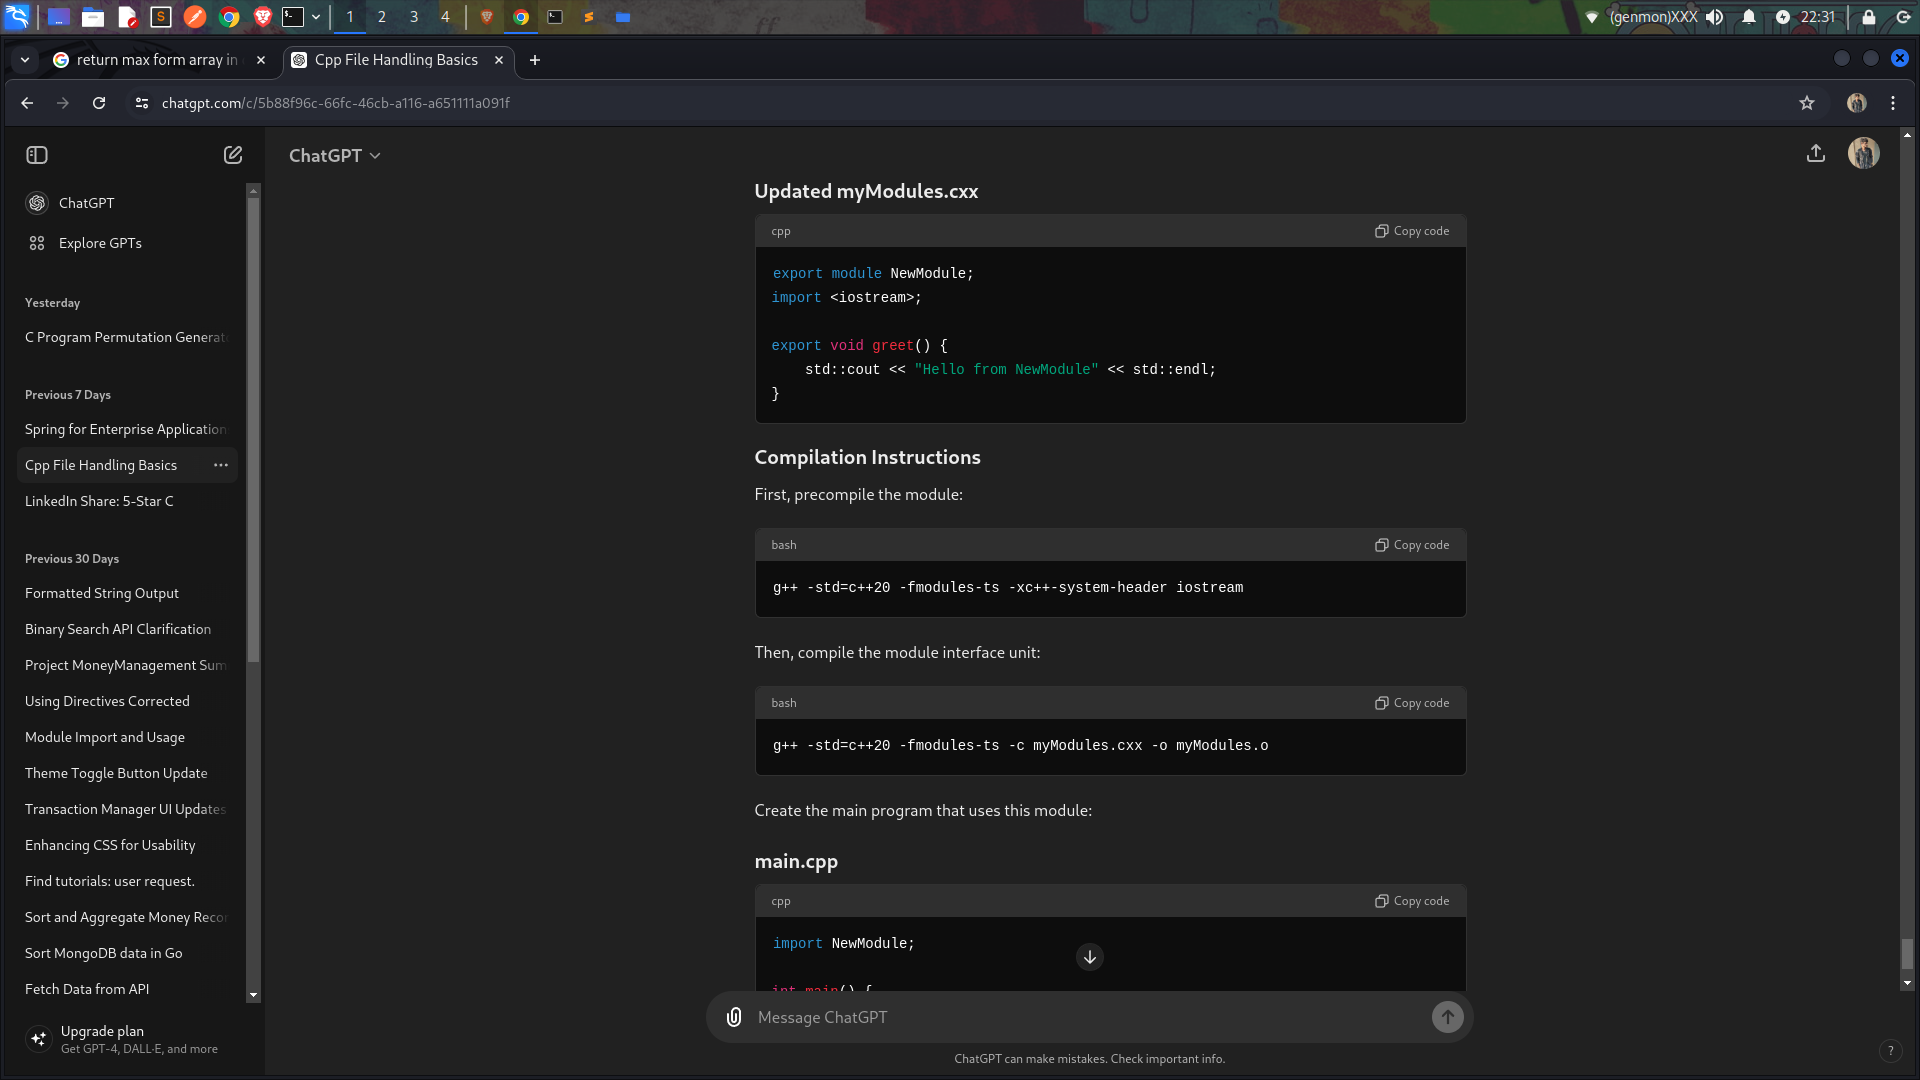 1 2 3 4
(genmon)XXX
22:31
return max form array in
Cpp File Handling Basics
chatgpt.com/c/5b88f96c-66fc-46cb-a116-a651111a091f
ChatGPT
Explore GPTs
Yesterday
C Program Permutation Generat
Previous 7 Days
Spring for Enterprise Application
Cpp File Handling Basics
LinkedIn Share: 5-Star C
Previous 30 Days
Formatted String Output
Binary Search API Clarification
Project MoneyManagement Sum
Using Directives Corrected
Module Import and Usage
Theme Toggle Button Update
Transaction Manager UI Updates
Enhancing CSS for Usability
Find tutorials: user request.
Sort and Aggregate Money Recor
Sort MongoDB data in Go
Fetch Data from API
Upgrade plan
Get GPT-4, DALL·E, and more
ChatGPT
Updated myModules.cxx
cpp
Copy code
export module NewModule;
import <iostream>;
export void greet() {
std::cout << "Hello from NewModule" << std::endl;
}
Compilation Instructions
First, precompile the module:
bash
Copy code
g++ -std=c++20 -fmodules-ts -xc++-system-header iostream
Then, compile the module interface unit:
bash
Copy code
g++ -std=c++20 -fmodules-ts -c myModules.cxx -o myModules.o
Create the main program that uses this module:
main.cpp
cpp
Copy code
import NewModule;
int main() {
Message ChatGPT
ChatGPT can make mistakes. Check important info.
?